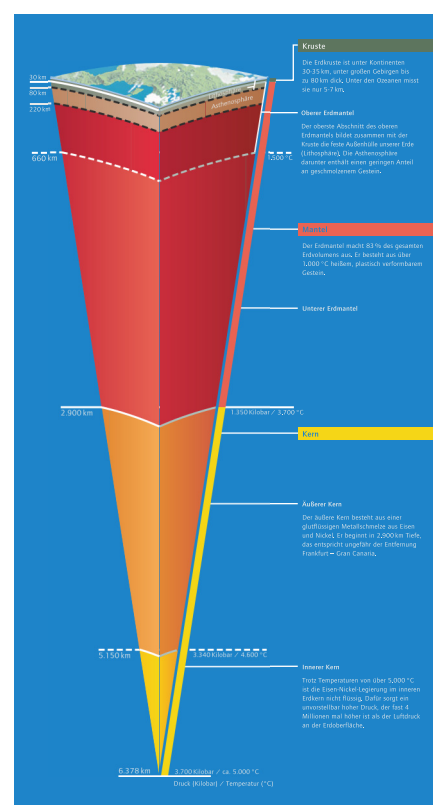 Kruste
Die Erdkruste ist unter Kontinenten
30-35 km, unter großen Gebirgen bis
zu 80 km dick. Unter den Ozeanen misst
sie nur 5-7 km.
30 km
80 km
220 km
Asthenosphäre
Oberer Erdmantel
Der oberste Abschnitt des oberen
Erdmantels bildet zusammen mit der
Kruste die feste Außenhülle unserer Erde
(Lithosphäre). Die Asthenosphäre
darunter enthält einen geringen Anteil
an geschmolzenem Gestein.
660 km
1.500 °C
Mantel
Der Erdmantel macht 83 % des gesamten
Erdvolumens aus. Er besteht aus über
1.000 °C heißem, plastisch verformbarem
Gestein.
Unterer Erdmantel
2.900 km
1.350 Kilobar / 3.700 °C
Kern
Äußerer Kern
Der äußere Kern besteht aus einer
glutflüssigen Metallschmelze aus Eisen
und Nickel. Er beginnt in 2.900 km Tiefe,
das entspricht ungefähr der Entfernung
Frankfurt – Gran Canaria.
5.150 km
3.340 Kilobar / 4.600 °C
Innerer Kern
Trotz Temperaturen von über 5.000 °C
ist die Eisen-Nickel-Legierung im inneren
Erdkern nicht flüssig. Dafür sorgt ein
unvorstellbar hoher Druck, der fast 4
Millionen mal höher ist als der Luftdruck
an der Erdoberfläche.
6.378 km
3.700 Kilobar / ca. 5.000 °C
Druck (Kilobar) / Temperatur (°C)